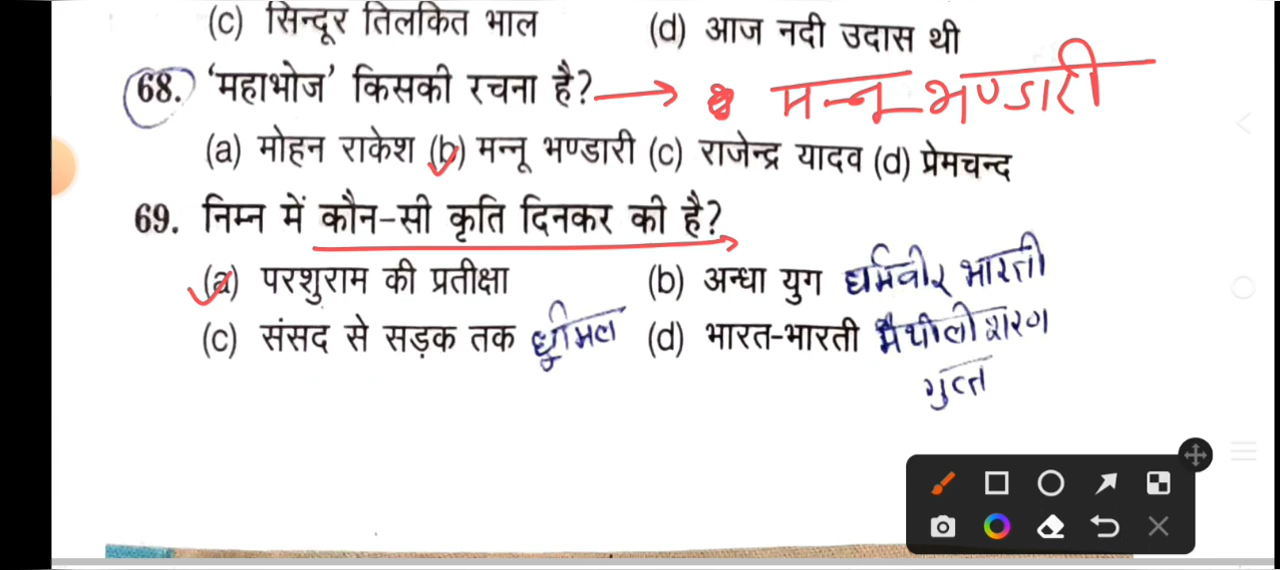 (c) सिन्दूर तिलकित भाल (d) आज नदी उदास थी
68. 'महाभोज' किसकी रचना है? → मन्नू भण्डारी
(a) मोहन राकेश (b) मन्नू भण्डारी (c) राजेन्द्र यादव (d) प्रेमचन्द
69. निम्न में कौन-सी कृति दिनकर की है?
(a) परशुराम की प्रतीक्षा (b) अन्धा युग धर्मवीर भारती
(c) संसद से सड़क तक धूमिल (d) भारत-भारती मैथीली शरण
गुप्त